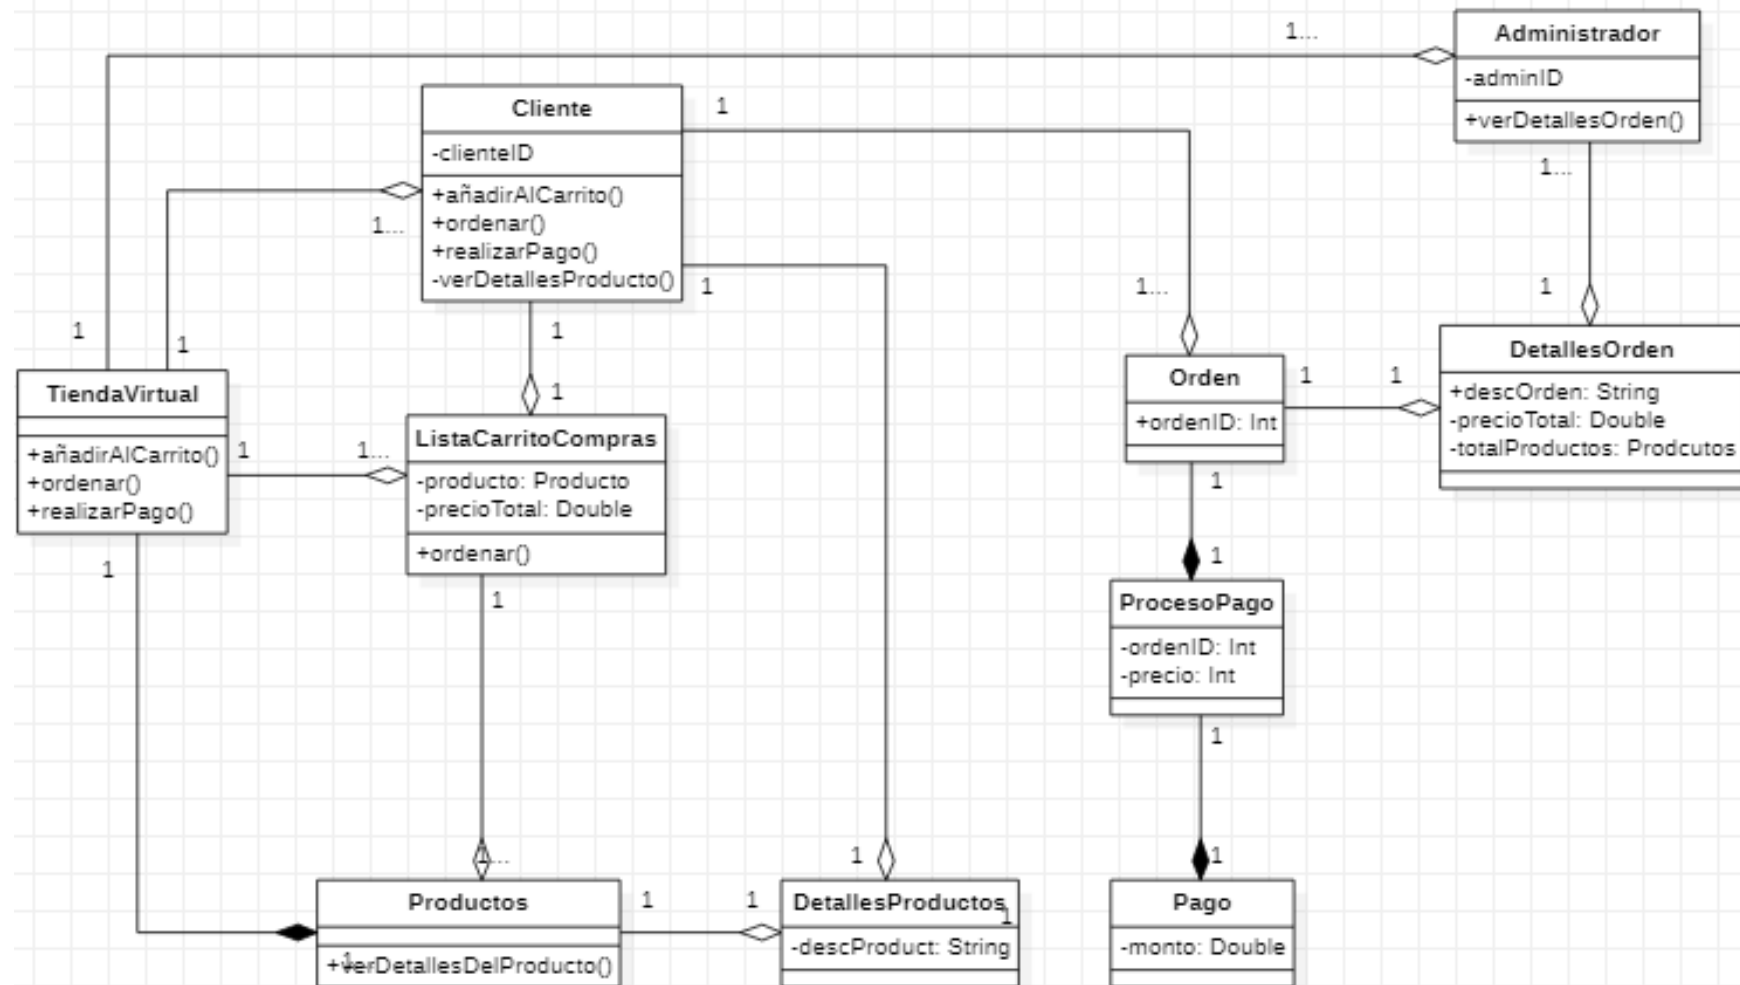 1...
Administrador
-adminID
+verDetallesOrden()
1...
1
Cliente
-clienteID
+añadirAlCarrito()
+ordenar()
+realizarPago()
-verDetallesProducto()
1
1...
1
1
1...
1
1
1
1
TiendaVirtual
+añadirAlCarrito()
+ordenar()
+realizarPago()
1
1...
1
ListaCarritoCompras
-producto: Producto
-precioTotal: Double
+ordenar()
1
Orden
+ordenID: Int
1
1
1
DetallesOrden
+descOrden: String
-precioTotal: Double
-totalProductos: Prodcutos
1
ProcesoPago
-ordenID: Int
-precio: Int
1
1...
1
1
Productos
+verDetallesDelProducto()
1
1
1
DetallesProductos
1
-descProduct: String
Pago
-monto: Double